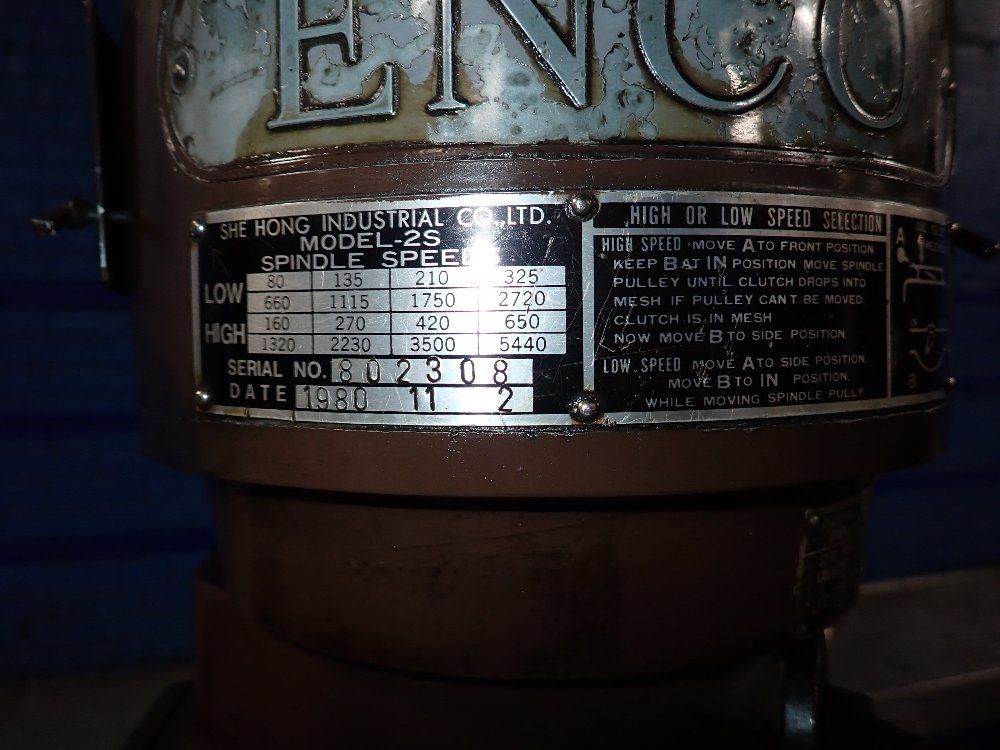 ENCO
SHE HONG INDUSTRIAL CO.,LTD.
MODEL-2S
SPINDLE SPEED
LOW
80 135 210 325
660 1115 1750 2720
HIGH
160 270 420 650
1320 2230 3500 5440
SERIAL NO. 802308
DATE 1980 11 2
HIGH OR LOW SPEED SELECTION
HIGH SPEED MOVE A TO FRONT POSITION
KEEP B AT IN POSITION MOVE SPINDLE
PULLEY UNTIL CLUTCH DROPS INTO
MESH IF PULLEY CANT BE MOVED
CLUTCH IS IN MESH
NOW MOVE B TO SIDE POSITION.
LOW SPEED MOVE A TO SIDE POSITION.
MOVE B TO IN POSITION.
WHILE MOVING SPINDLE PULLY
A
B